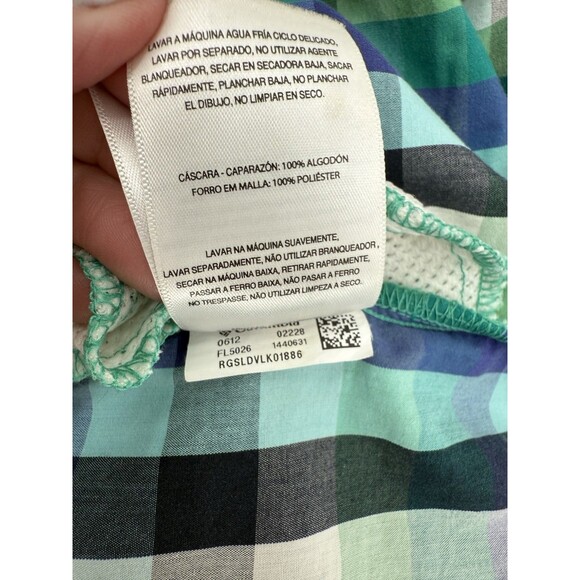 LAVAR A MÁQUINA AGUA FRÍA CICLO DELICADO,
LAVAR POR SEPARADO, NO UTILIZAR AGENTE
BLANQUEADOR, SECAR EN SECADORA BAJA, SACAR
RÁPIDAMENTE, PLANCHAR BAJA, NO PLANCHAR
EL DIBUJO, NO LIMPIAR EN SECO.
CÁSCARA - CAPARAZÓN: 100% ALGODÓN
FORRO EM MALLA: 100% POLIÉSTER
LAVAR NA MÁQUINA SUAVEMENTE,
LAVAR SEPARADAMENTE, NÃO UTILIZAR BRANQUEADOR,
SECAR NA MÁQUINA BAIXA, RETIRAR RAPIDAMENTE,
PASSAR A FERRO BAIXA, NÃO PASAR A FERRO
NO TRESPASSE, NÃO UTILIZAR LIMPEZA A SECO.
0612 02228
FL5026 1440631
RGSLDVLK01886